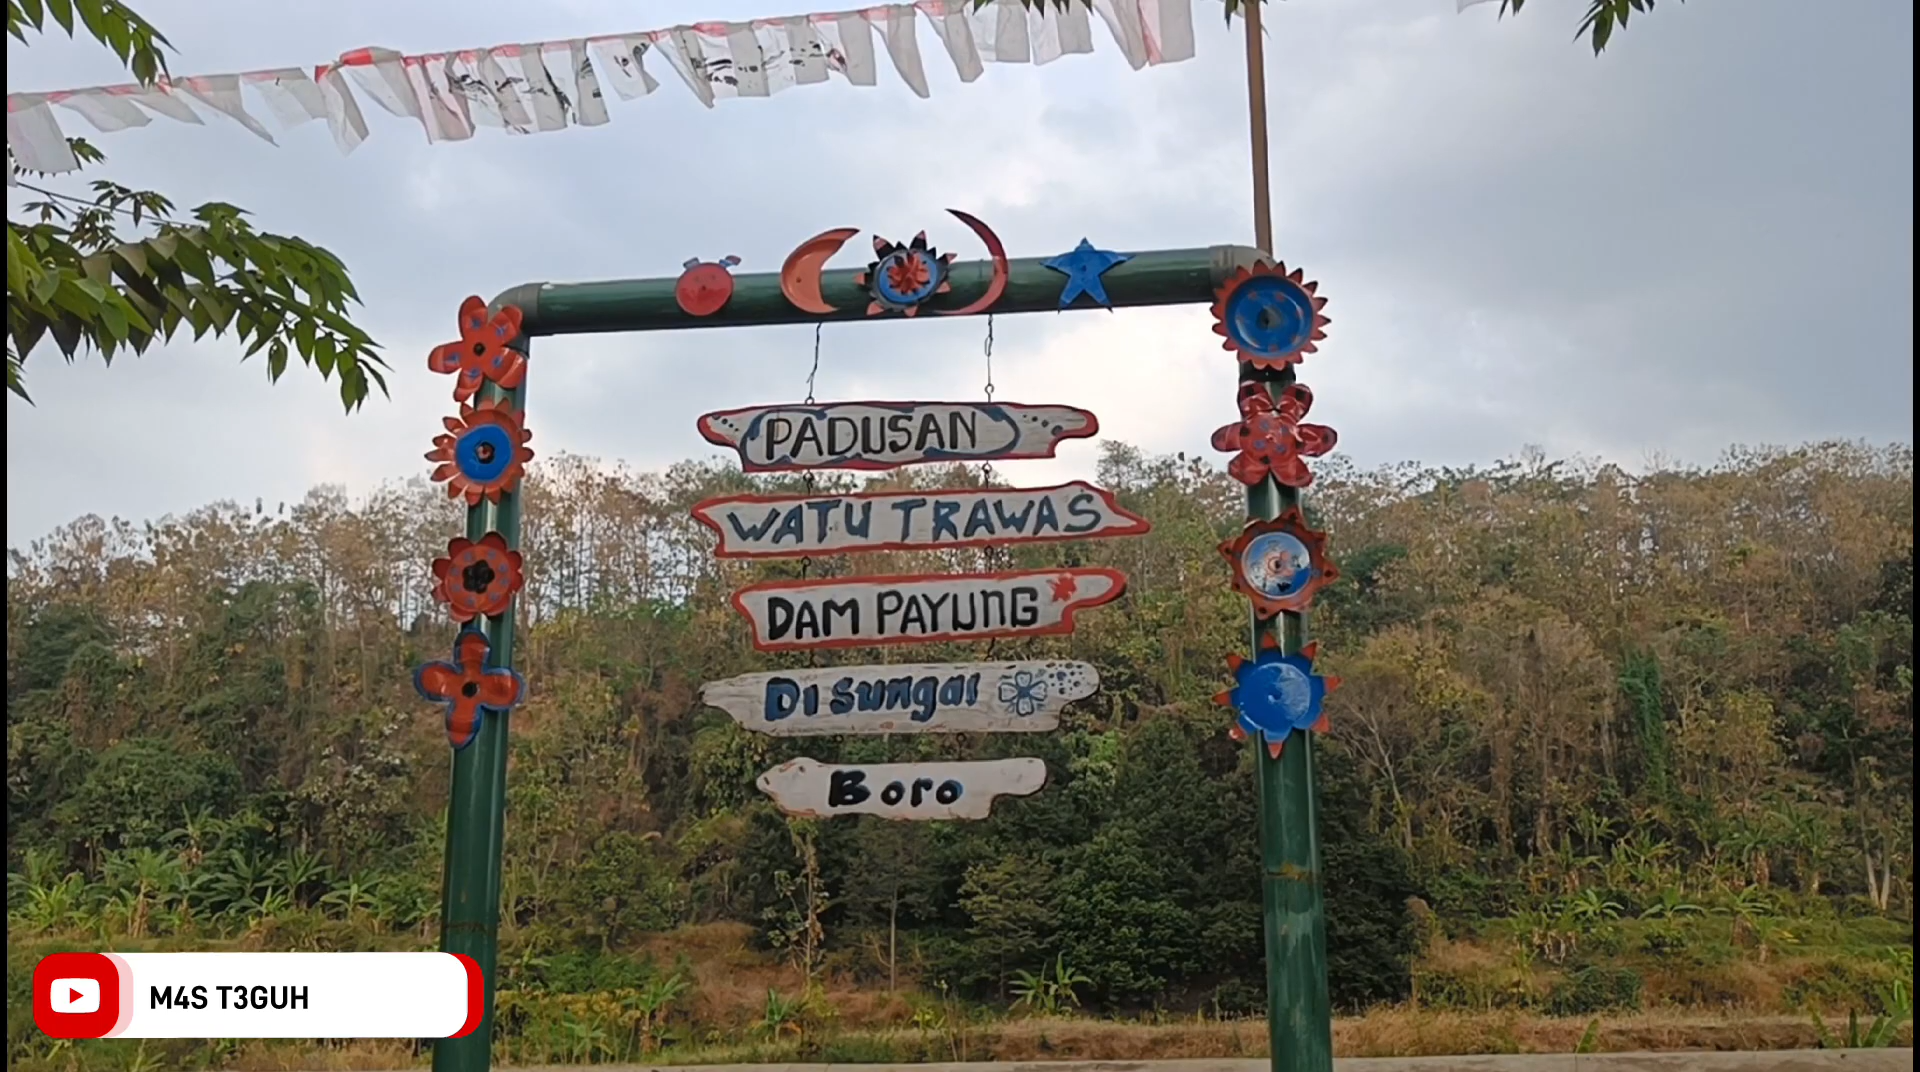 PADUSAN
WATU TRAWAS
DAM PAYUNG
Di Sungai
Boro
M4S T3GUH